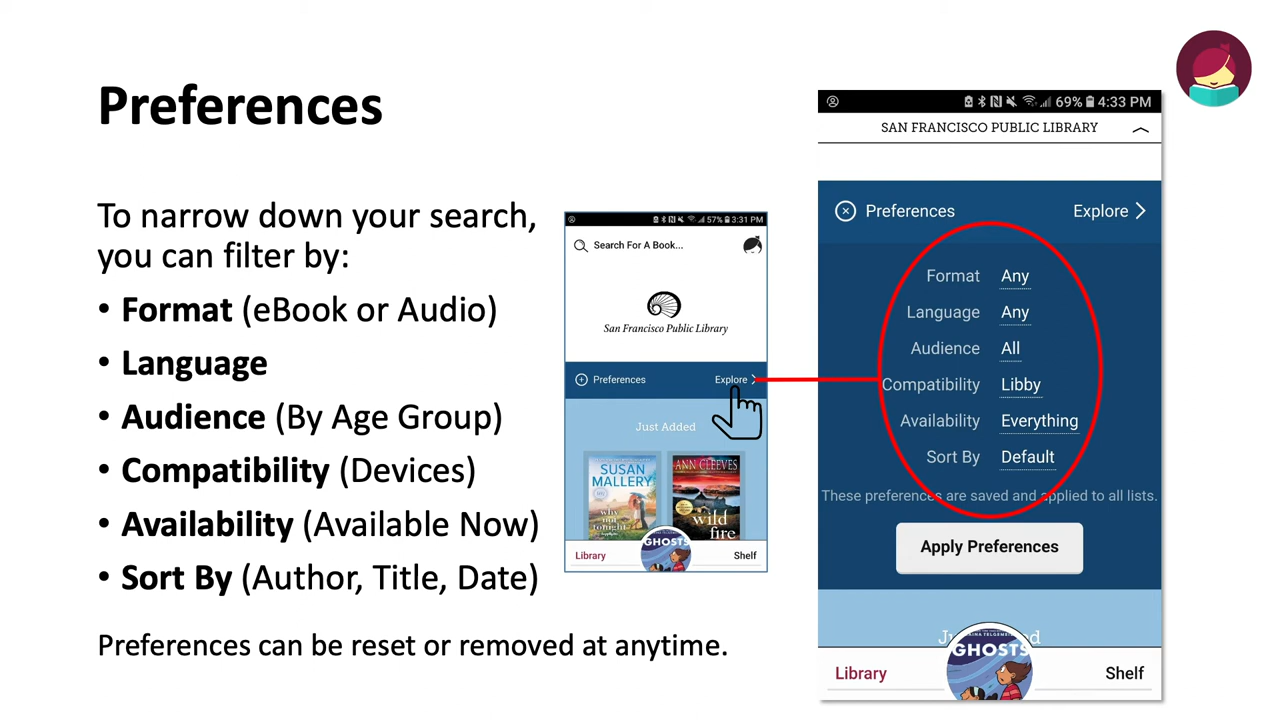 Preferences
To narrow down your search,
you can filter by:
• Format (eBook or Audio)
• Language
• Audience (By Age Group)
• Compatibility (Devices)
• Availability (Available Now)
• Sort By (Author, Title, Date)
Preferences can be reset or removed at anytime.
57% 3:31 PM
Search For A Book...
San Francisco Public Library
Preferences
Explore
Just Added
SUSAN
MALLERY
why
not
tonight
ANN CLEEVES
wild
fire
Library
GHOSTS
Shelf
69% 4:33 PM
SAN FRANCISCO PUBLIC LIBRARY
Preferences
Explore
Format Any
Language Any
Audience All
Compatibility Libby
Availability Everything
Sort By Default
These preferences are saved and applied to all lists.
Apply Preferences
Library
GHOSTS
Shelf